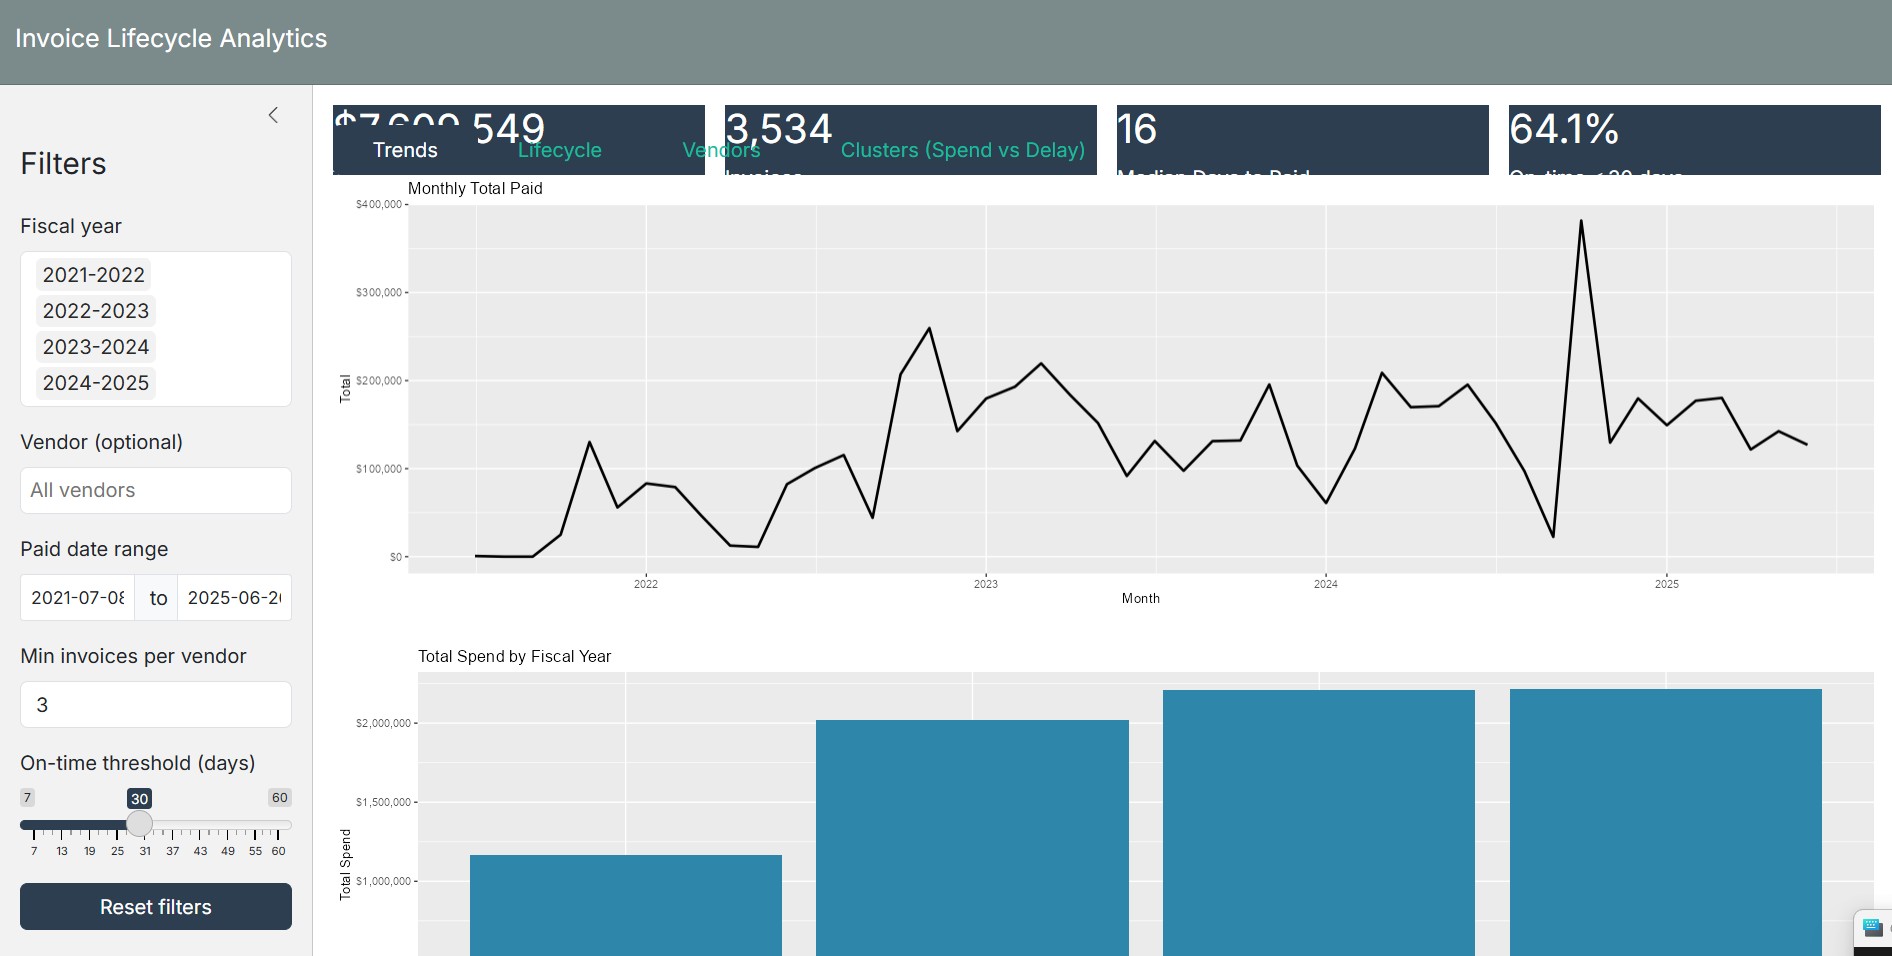 Invoice Lifecycle Analytics
Filters
Fiscal year
2021-2022
2022-2023
2023-2024
2024-2025
Vendor (optional)
All vendors
Paid date range
2021-07-08 to 2025-06-2
Min invoices per vendor
3
On-time threshold (days)
7 30 60
7 13 19 25 31 37 43 49 55 60
Reset filters
$7,609,549
3,534
Invoices
16
Median Days to Paid
64.1%
On-time ≤ 30 days
Trends Lifecycle Vendors Clusters (Spend vs Delay)
Monthly Total Paid
$400,000
$300,000
$200,000
$100,000
$0
Total
2022 2023 2024 2025
Month
Total Spend by Fiscal Year
$2,000,000
$1,500,000
$1,000,000
Total Spend